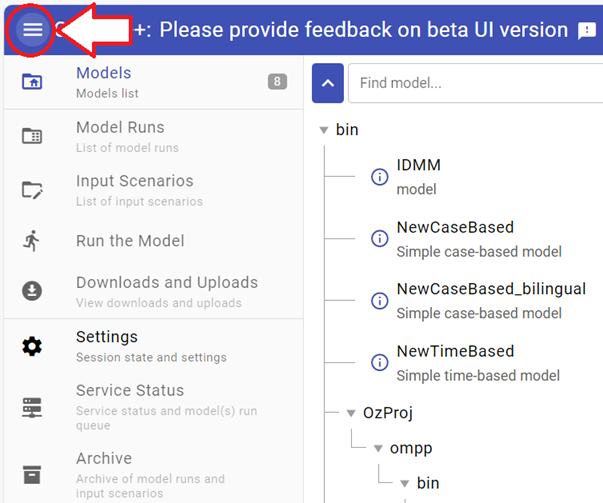 +: Please provide feedback on beta UI version
Models
8
Models list
Model Runs
List of model runs
Input Scenarios
List of input scenarios
Run the Model
Downloads and Uploads
View downloads and uploads
Settings
Session state and settings
Service Status
Service status and model(s) run
queue
Archive
Archive of model runs and
input scenarios
Find model...
bin
IDMM
model
NewCaseBased
Simple case-based model
NewCaseBased_bilingual
Simple case-based model
NewTimeBased
Simple time-based model
OzProj
ompp
bin